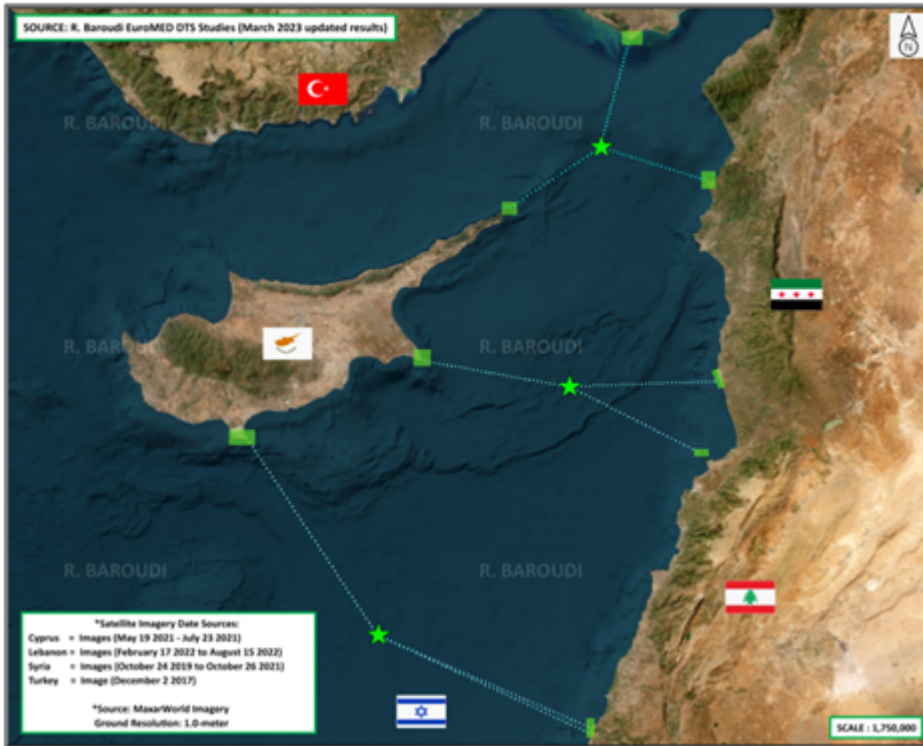 SOURCE: R. Baroudi EuroMED DTS Studies (March 2023 updated results)
N
R. BAROUDI
R. BAROUDI
R. BAROUDI
R. BAROUDI
R. BAROUDI
R. BAROUDI
*Satellite Imagery Date Sources:
Cyprus = Images (May 19 2021 - July 23 2021)
Lebanon = Images (February 17 2022 to August 15 2022)
Syria = Images (October 24 2019 to October 26 2021)
Turkey = Image (December 2 2017)
*Source: MaxarWorld Imagery
Ground Resolution: 1.0-meter
SCALE : 1,750,000